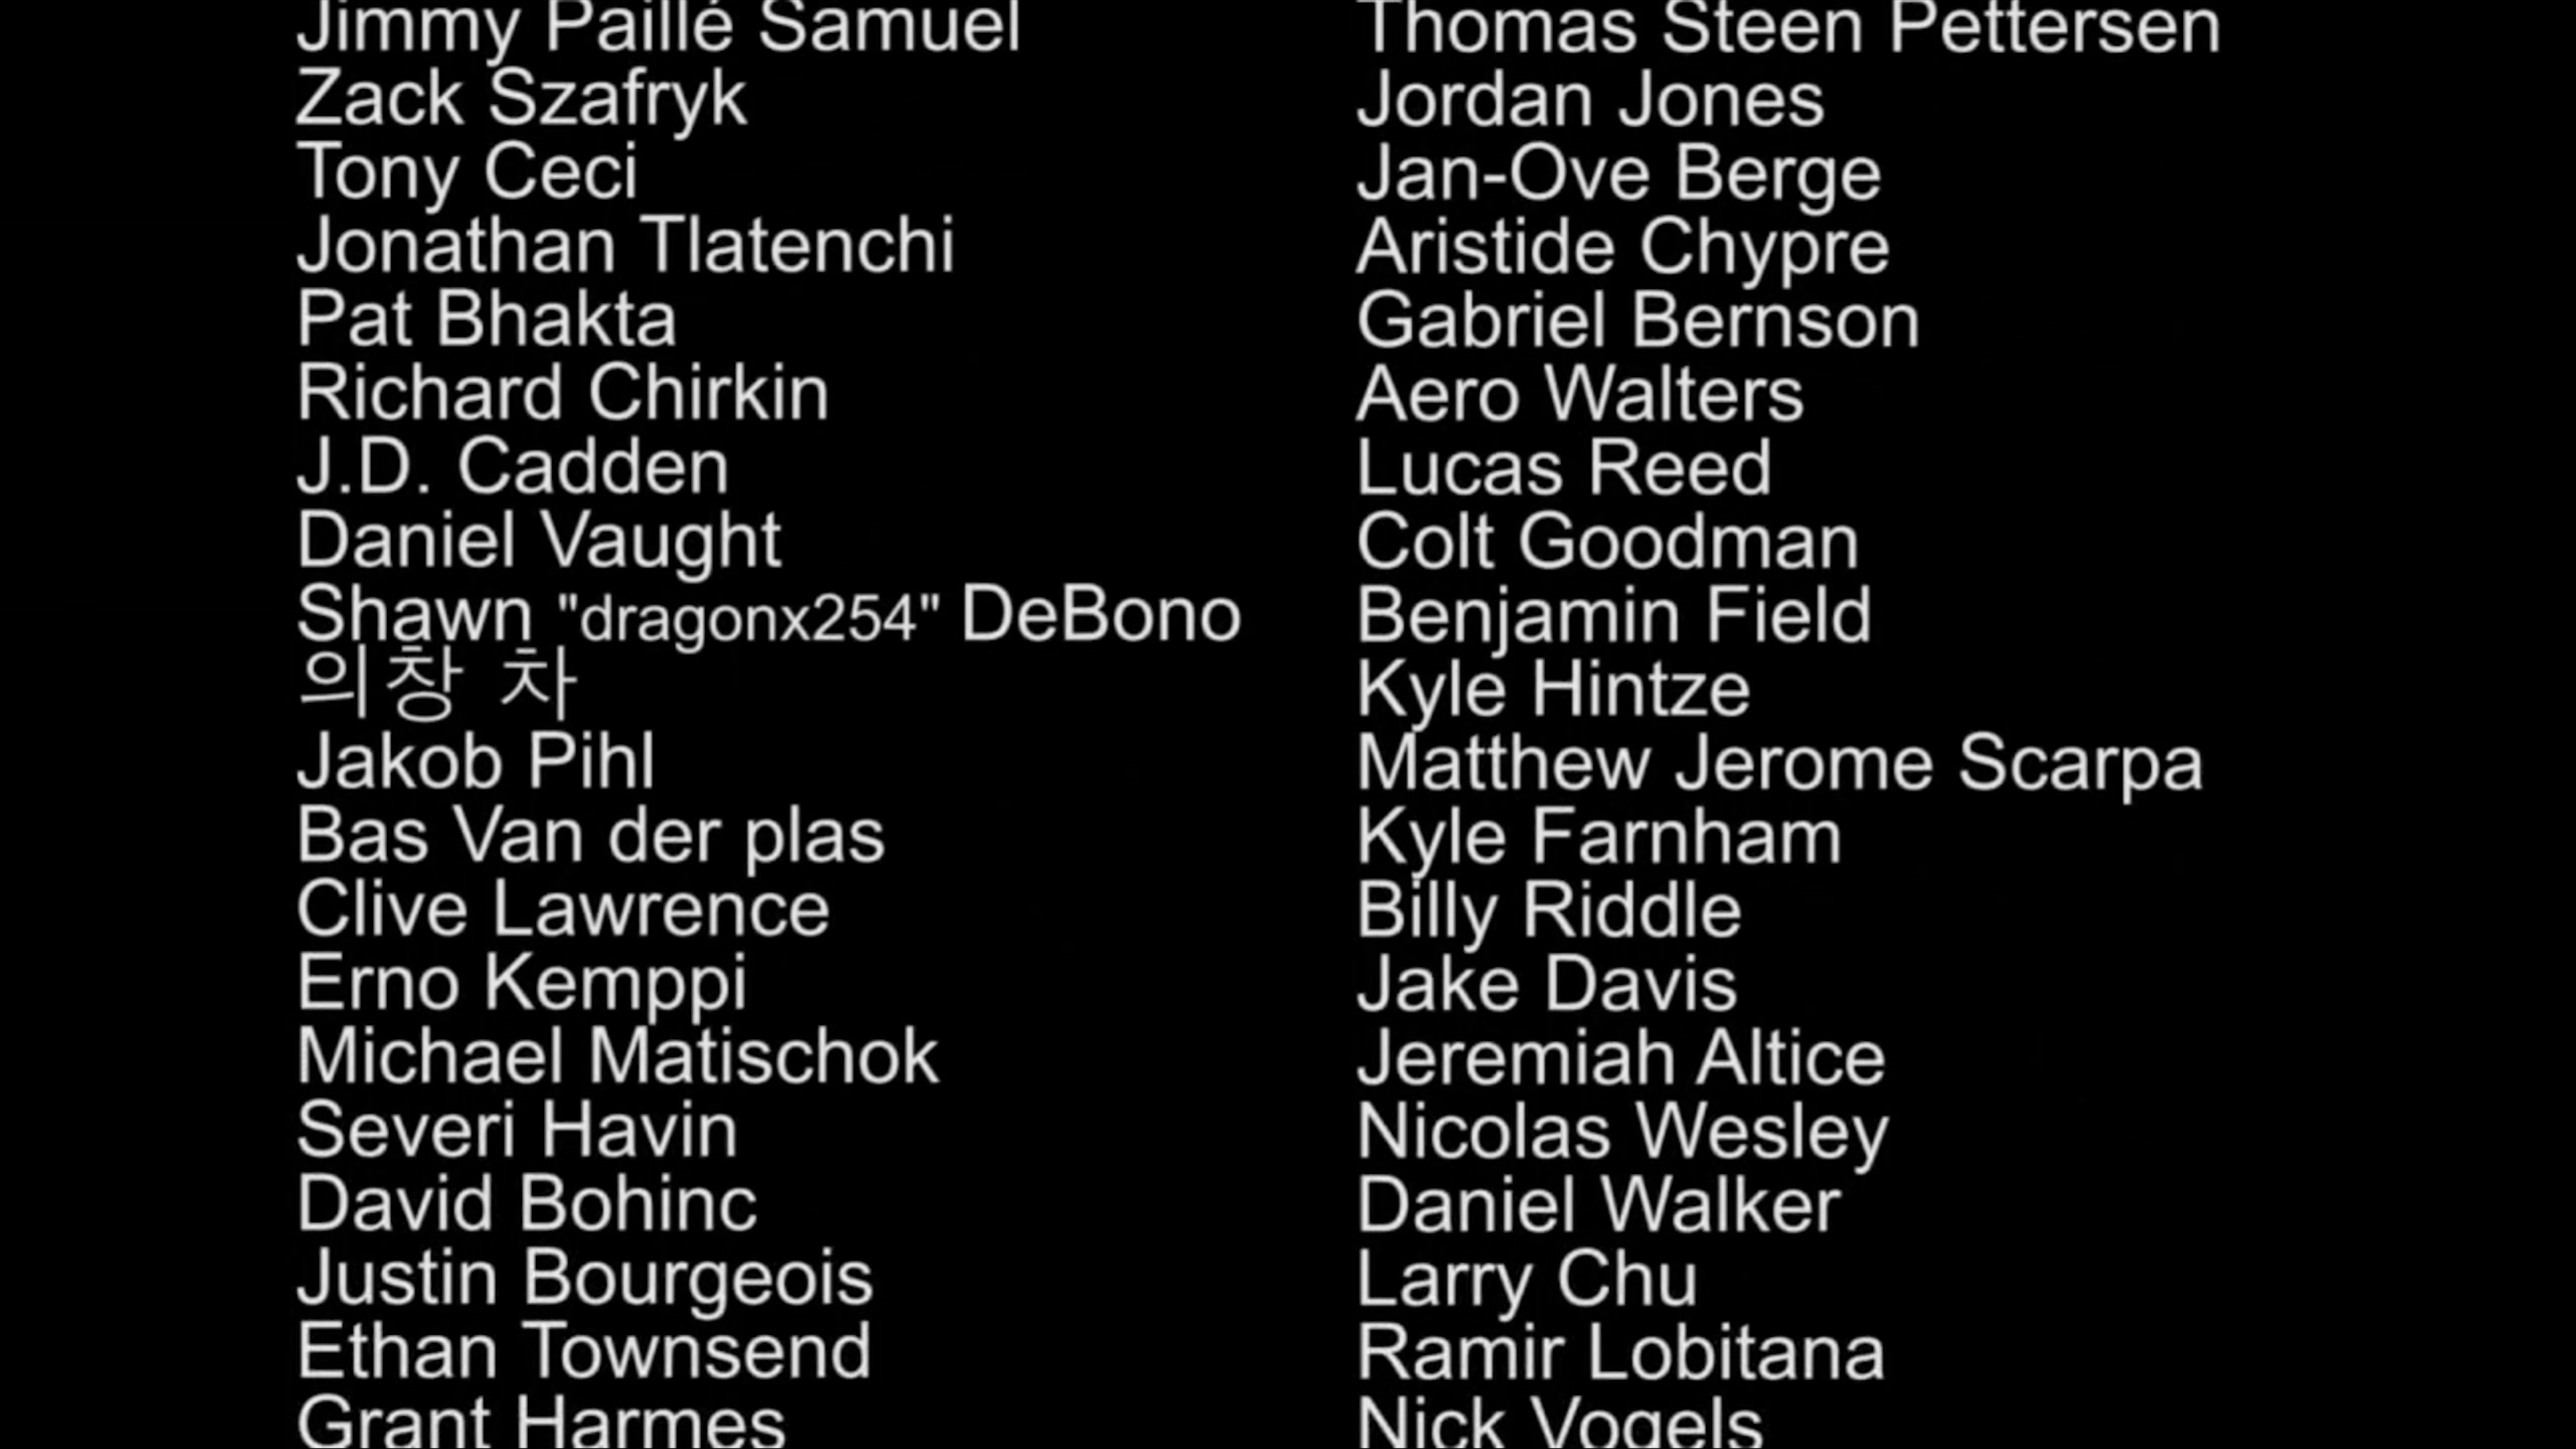 Jimmy Paillé Samuel
Zack Szafryk
Tony Ceci
Jonathan Tlatenchi
Pat Bhakta
Richard Chirkin
J.D. Cadden
Daniel Vaught
Shawn "dragonx254" DeBono
의창 차
Jakob Pihl
Bas Van der plas
Clive Lawrence
Erno Kemppi
Michael Matischok
Severi Havin
David Bohinc
Justin Bourgeois
Ethan Townsend
Grant Harmes
Thomas Steen Pettersen
Jordan Jones
Jan-Ove Berge
Aristide Chypre
Gabriel Bernson
Aero Walters
Lucas Reed
Colt Goodman
Benjamin Field
Kyle Hintze
Matthew Jerome Scarpa
Kyle Farnham
Billy Riddle
Jake Davis
Jeremiah Altice
Nicolas Wesley
Daniel Walker
Larry Chu
Ramir Lobitana
Nick Vogels